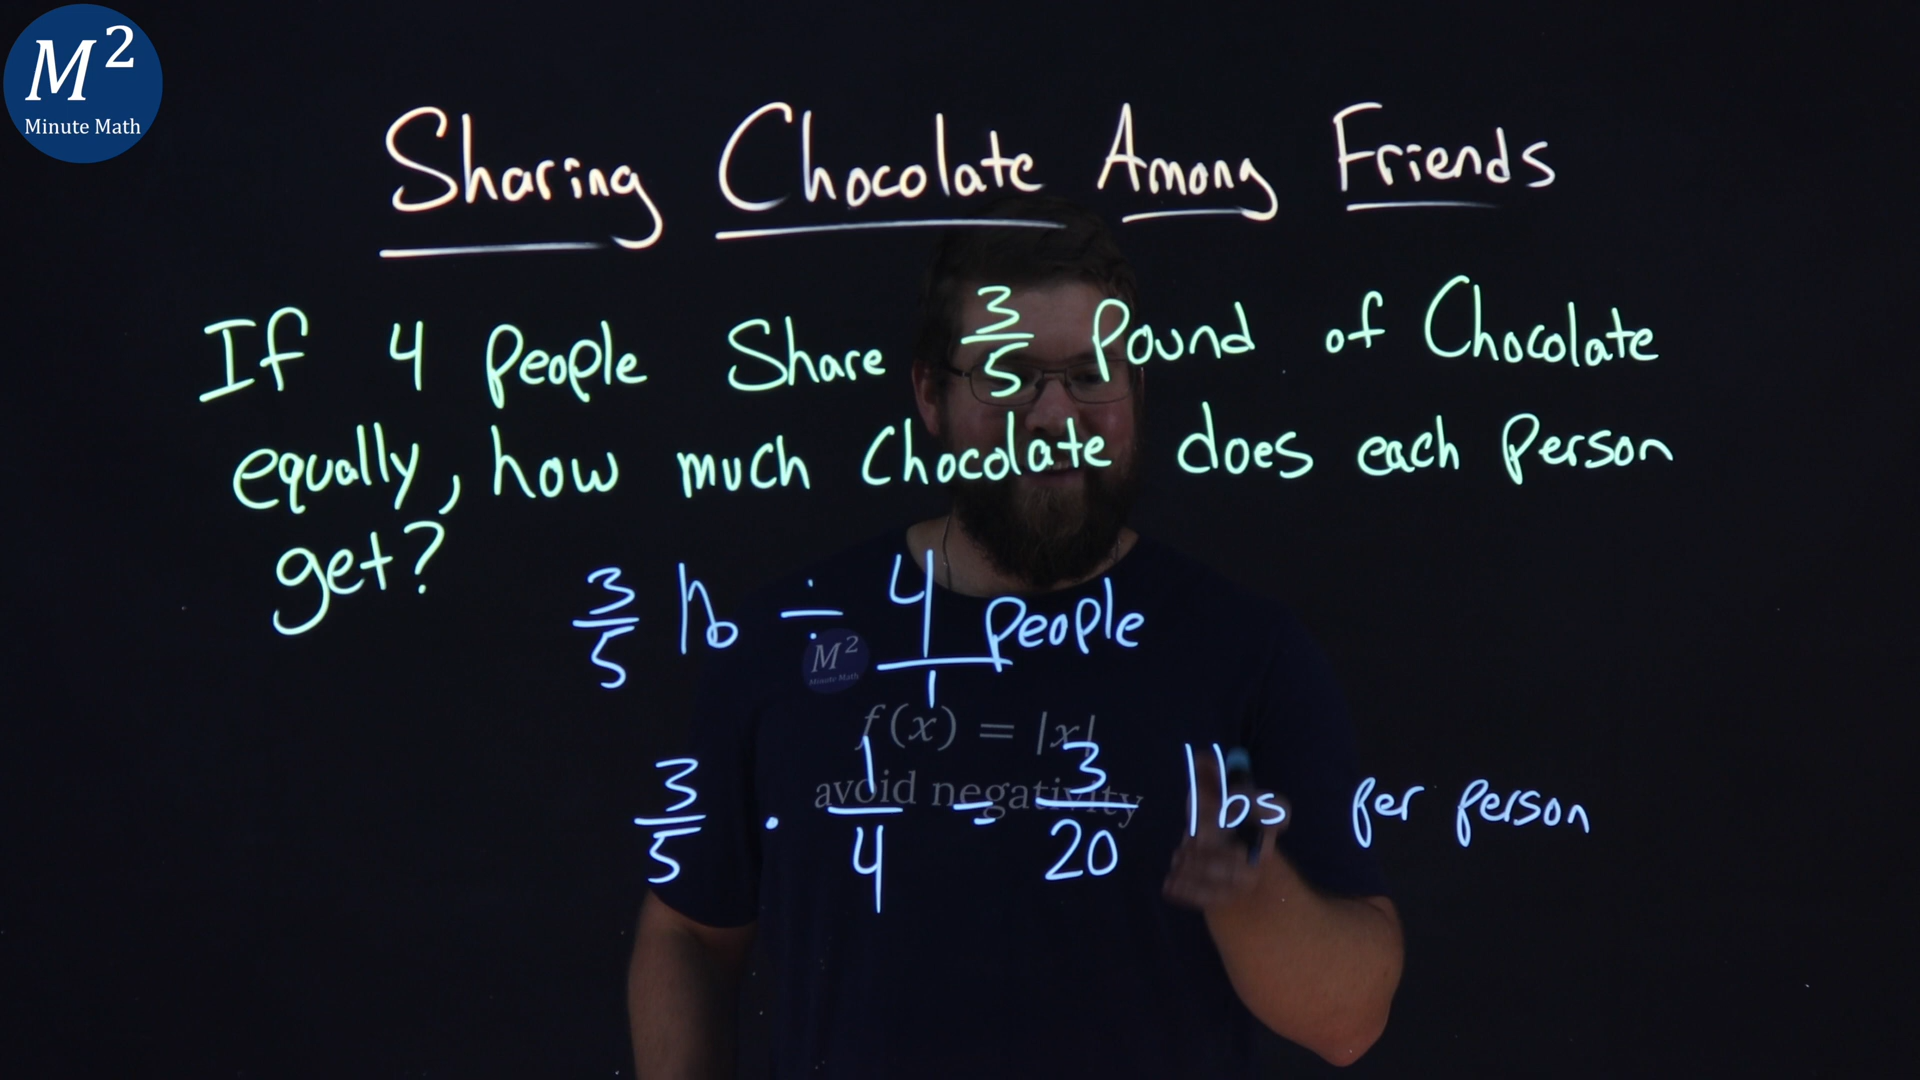 M²
Minute Math
Sharing Chocolate Among Friends
If 4 people Share 3/5 Pound of Chocolate
equally, how much Chocolate does each Person
get?
3/5 lb ÷ 4/1 people
M²
Minute Math
f(x) = |x|
avoid negativity
3/5 · 1/4 = 3/20 lbs per person